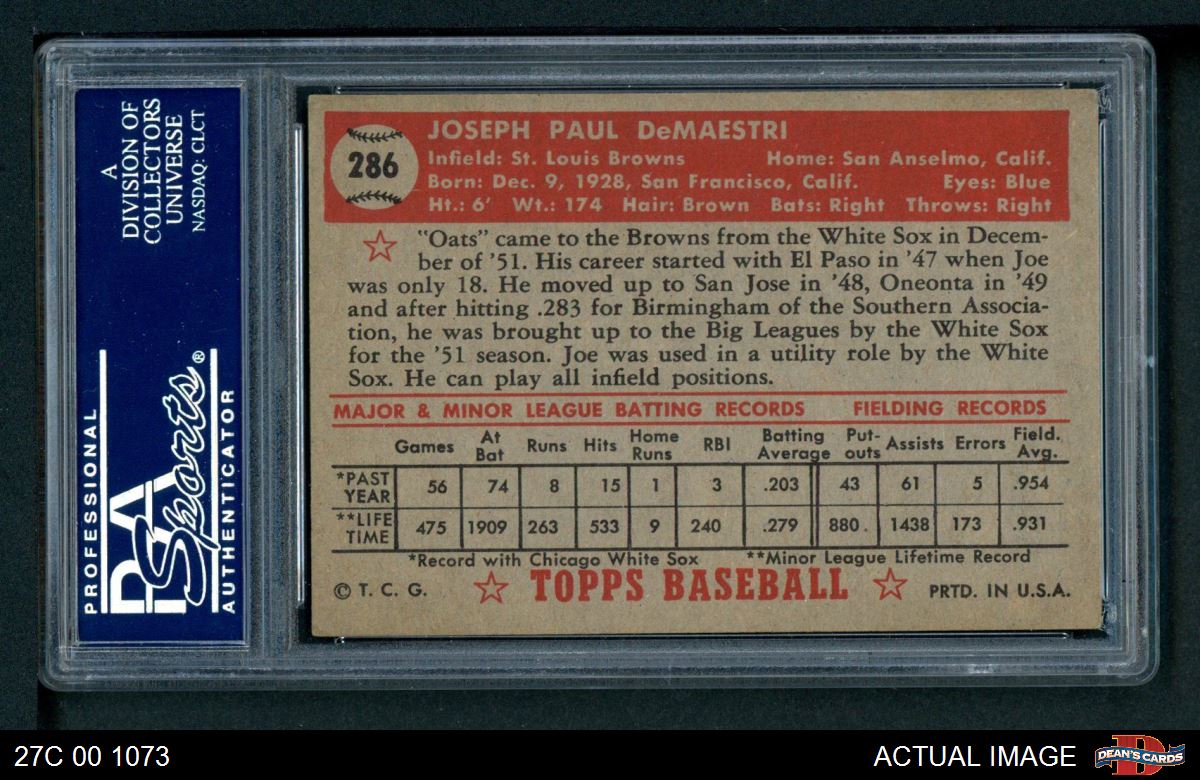 A
DIVISION OF
COLLECTORS
UNIVERSE
NASDAQ: CLCT
PROFESSIONAL
PSA
Sports®
AUTHENTICATOR
286
JOSEPH PAUL DeMAESTRI
Infield: St. Louis Browns Home: San Anselmo, Calif.
Born: Dec. 9, 1928, San Francisco, Calif. Eyes: Blue
Ht.: 6' Wt.: 174 Hair: Brown Bats: Right Throws: Right
"Oats" came to the Browns from the White Sox in Decem-
ber of '51. His career started with El Paso in '47 when Joe
was only 18. He moved up to San Jose in '48, Oneonta in '49
and after hitting .283 for Birmingham of the Southern Associa-
tion, he was brought up to the Big Leagues by the White Sox
for the '51 season. Joe was used in a utility role by the White
Sox. He can play all infield positions.
MAJOR & MINOR LEAGUE BATTING RECORDS FIELDING RECORDS
Games At Bat Runs Hits Home Runs RBI Batting Average Put-outs Assists Errors Field. Avg.
*PAST YEAR 56 74 8 15 1 3 .203 43 61 5 .954
**LIFE TIME 475 1909 263 533 9 240 .279 880. 1438 173 .931
*Record with Chicago White Sox **Minor League Lifetime Record
© T. C. G. TOPPS BASEBALL PRTD. IN U.S.A.
27C 00 1073 ACTUAL IMAGE DEAN'S CARDS